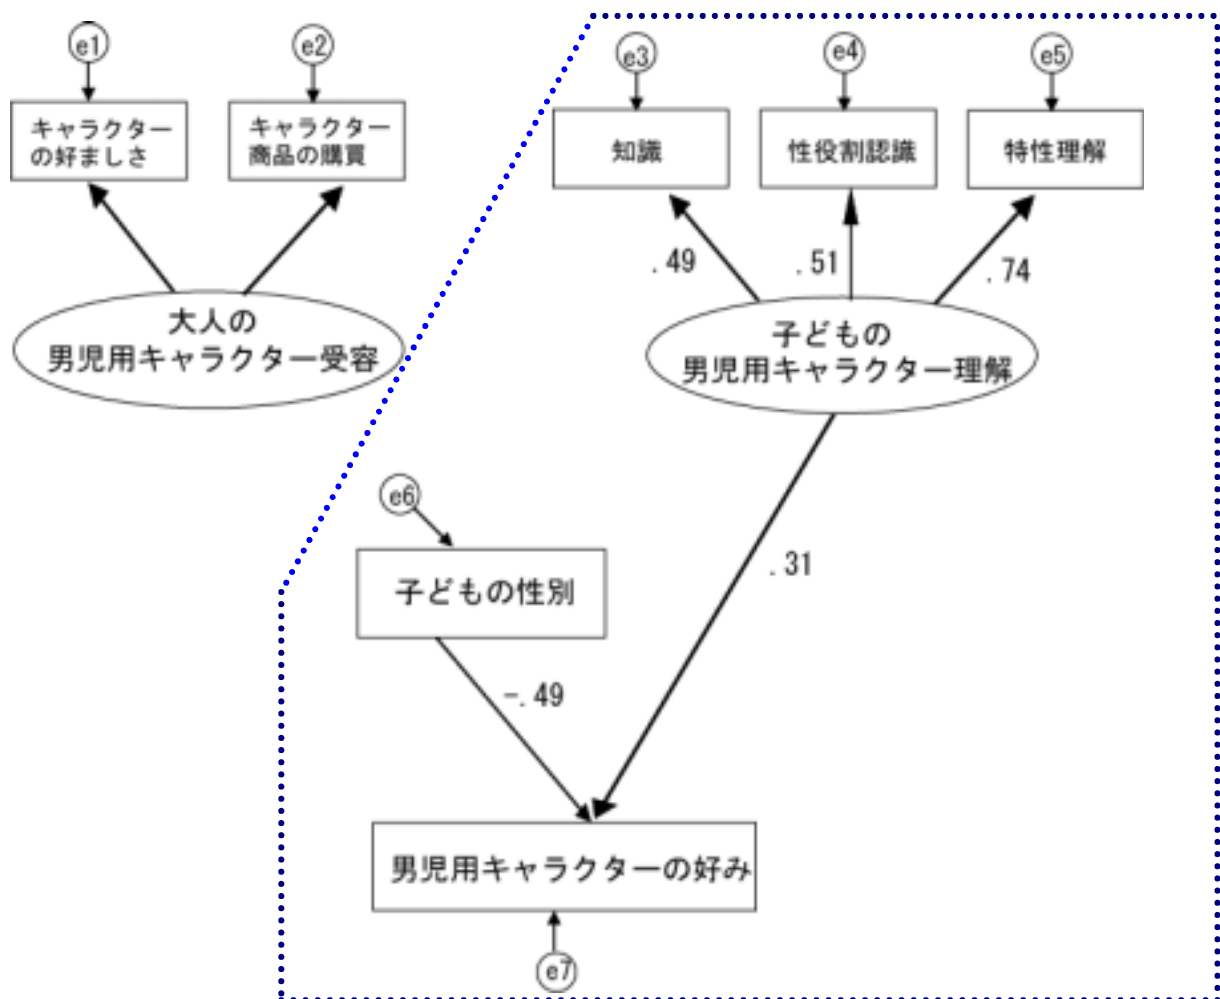 e1
e2
e3
e4
e5
キャラクター
の好ましさ
キャラクター
商品の購買
知識
性役割認識
特性理解
.49
.51
.74
大人の
男児用キャラクター受容
子どもの
男児用キャラクター理解
e6
子どもの性別
.31
-.49
男児用キャラクターの好み
e7